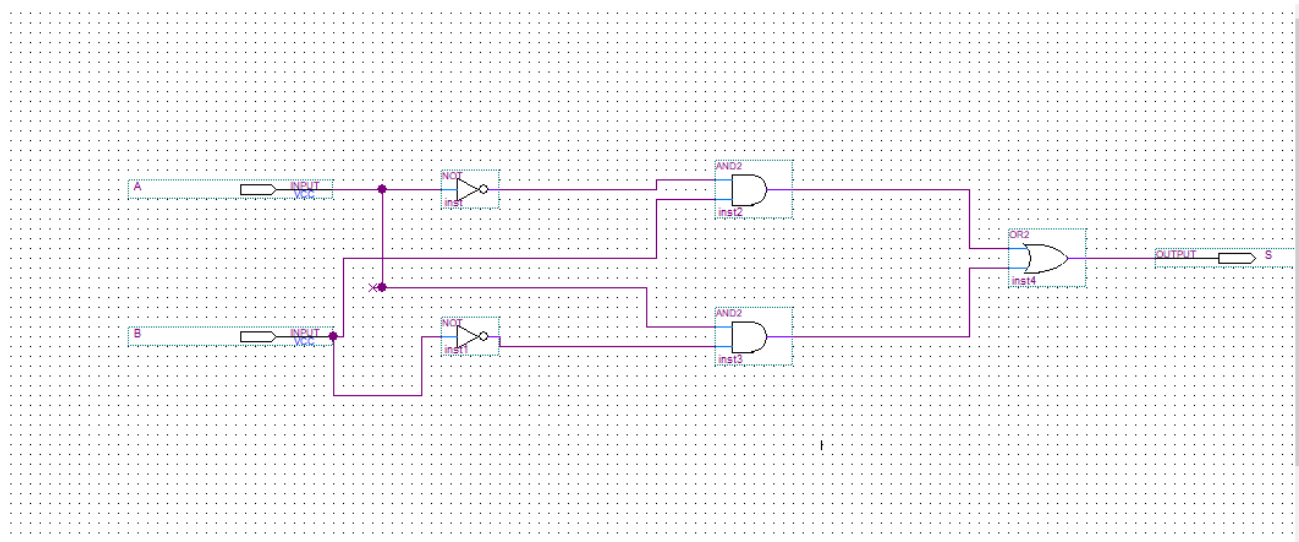 AND2
NOT
A INPUT
VCC
inst
inst2
OR2
OUTPUT S
inst4
AND2
NOT
B INPUT
VCC
inst1
inst3